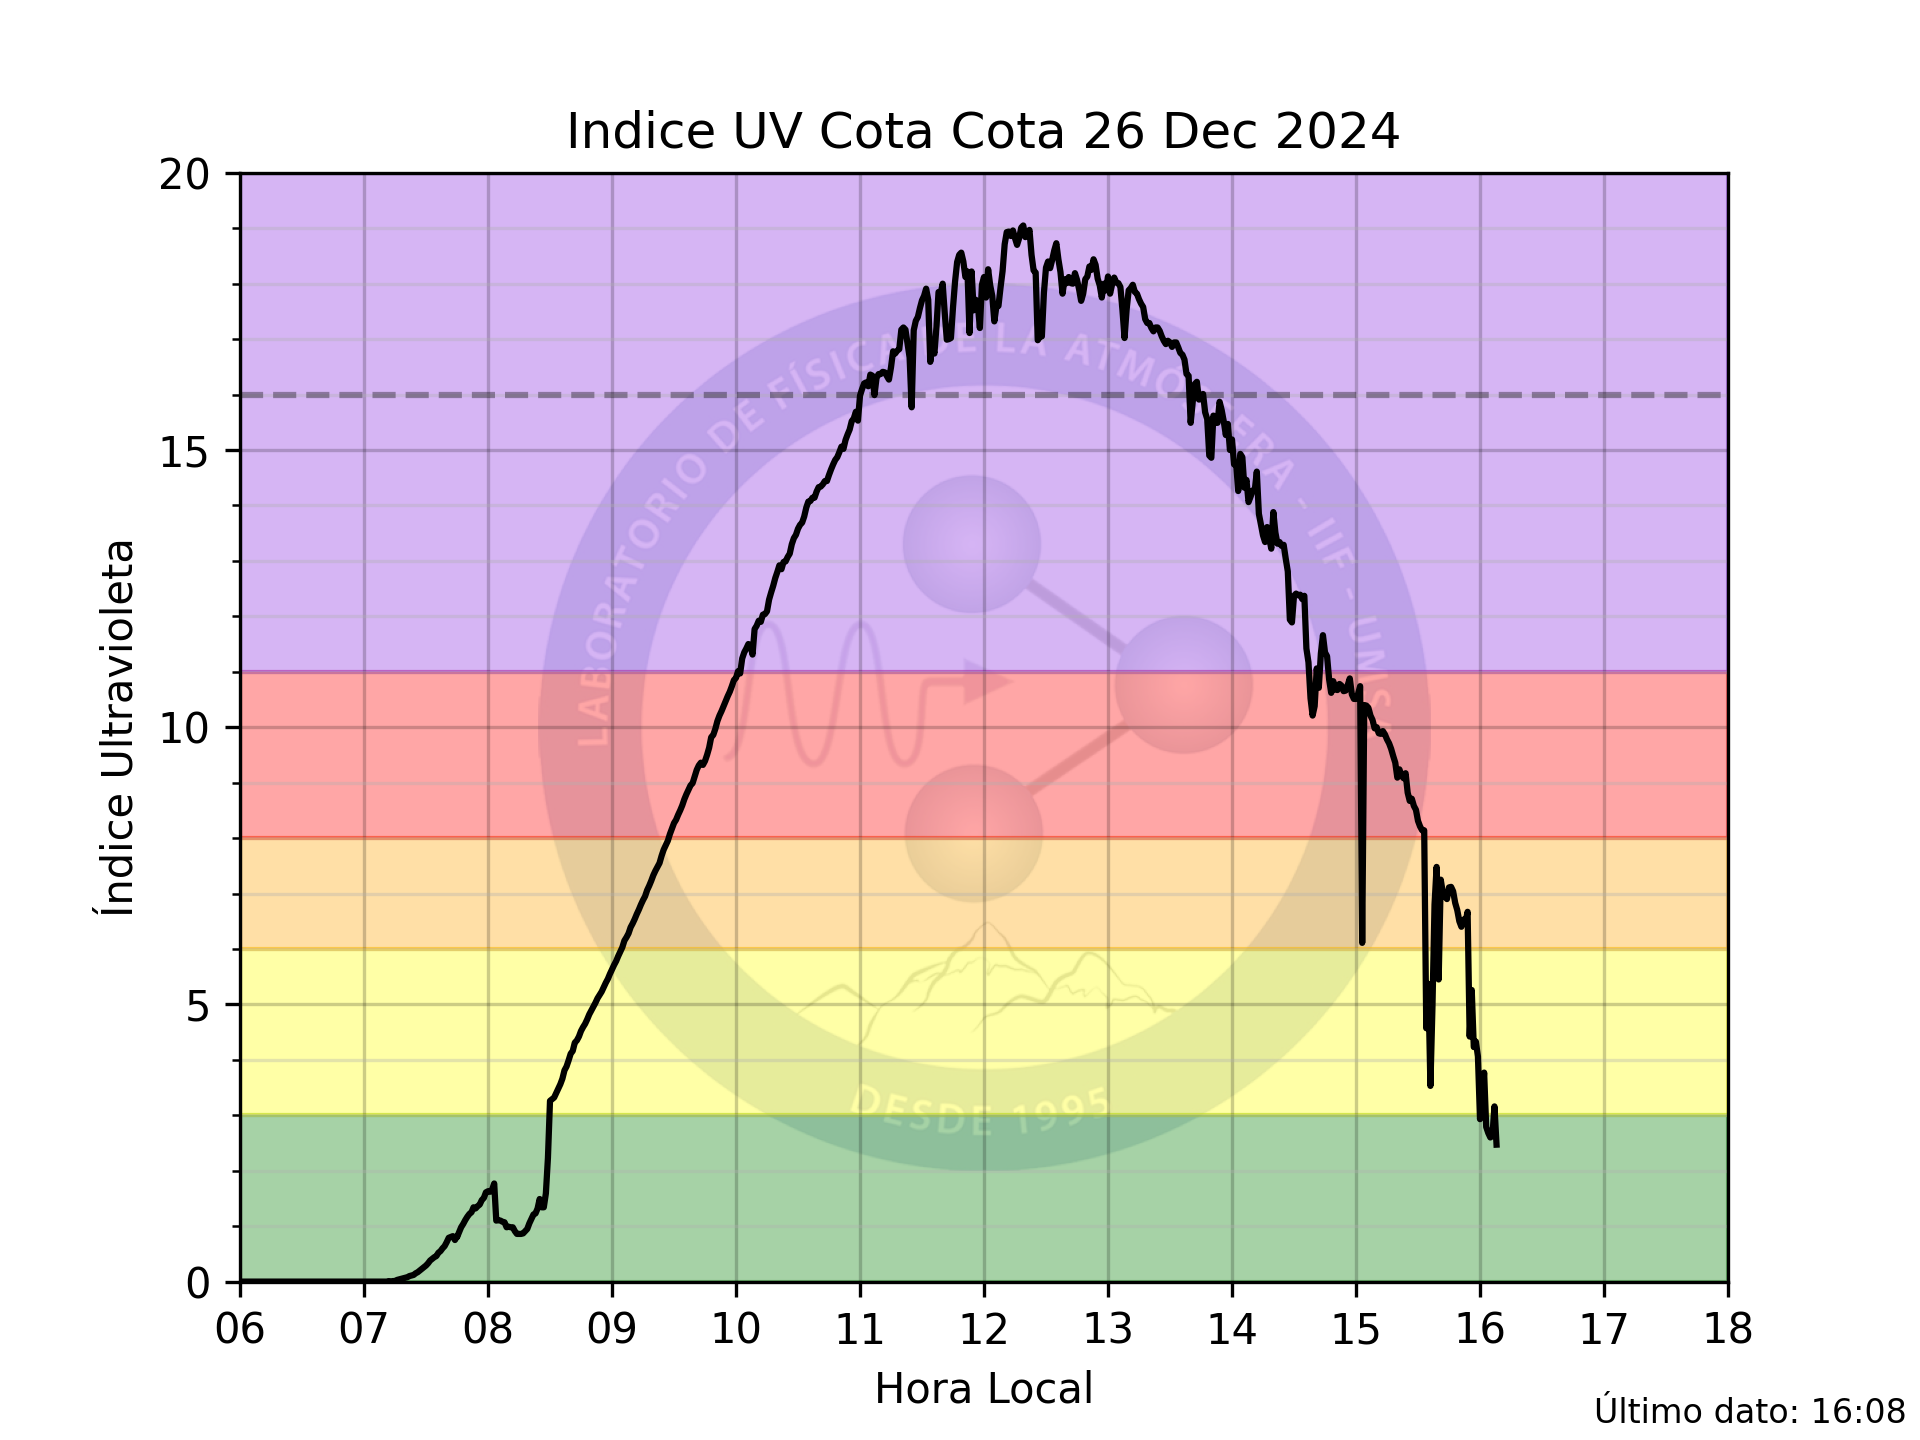 Indice UV Cota Cota 26 Dec 2024
20
15
10
5
0
Índice Ultravioleta
LABORATORIO DE FÍSICA DE LA ATMÓSFERA - IIF - UMSA
DESDE 1995
06 07 08 09 10 11 12 13 14 15 16 17 18
Hora Local
Último dato: 16:08